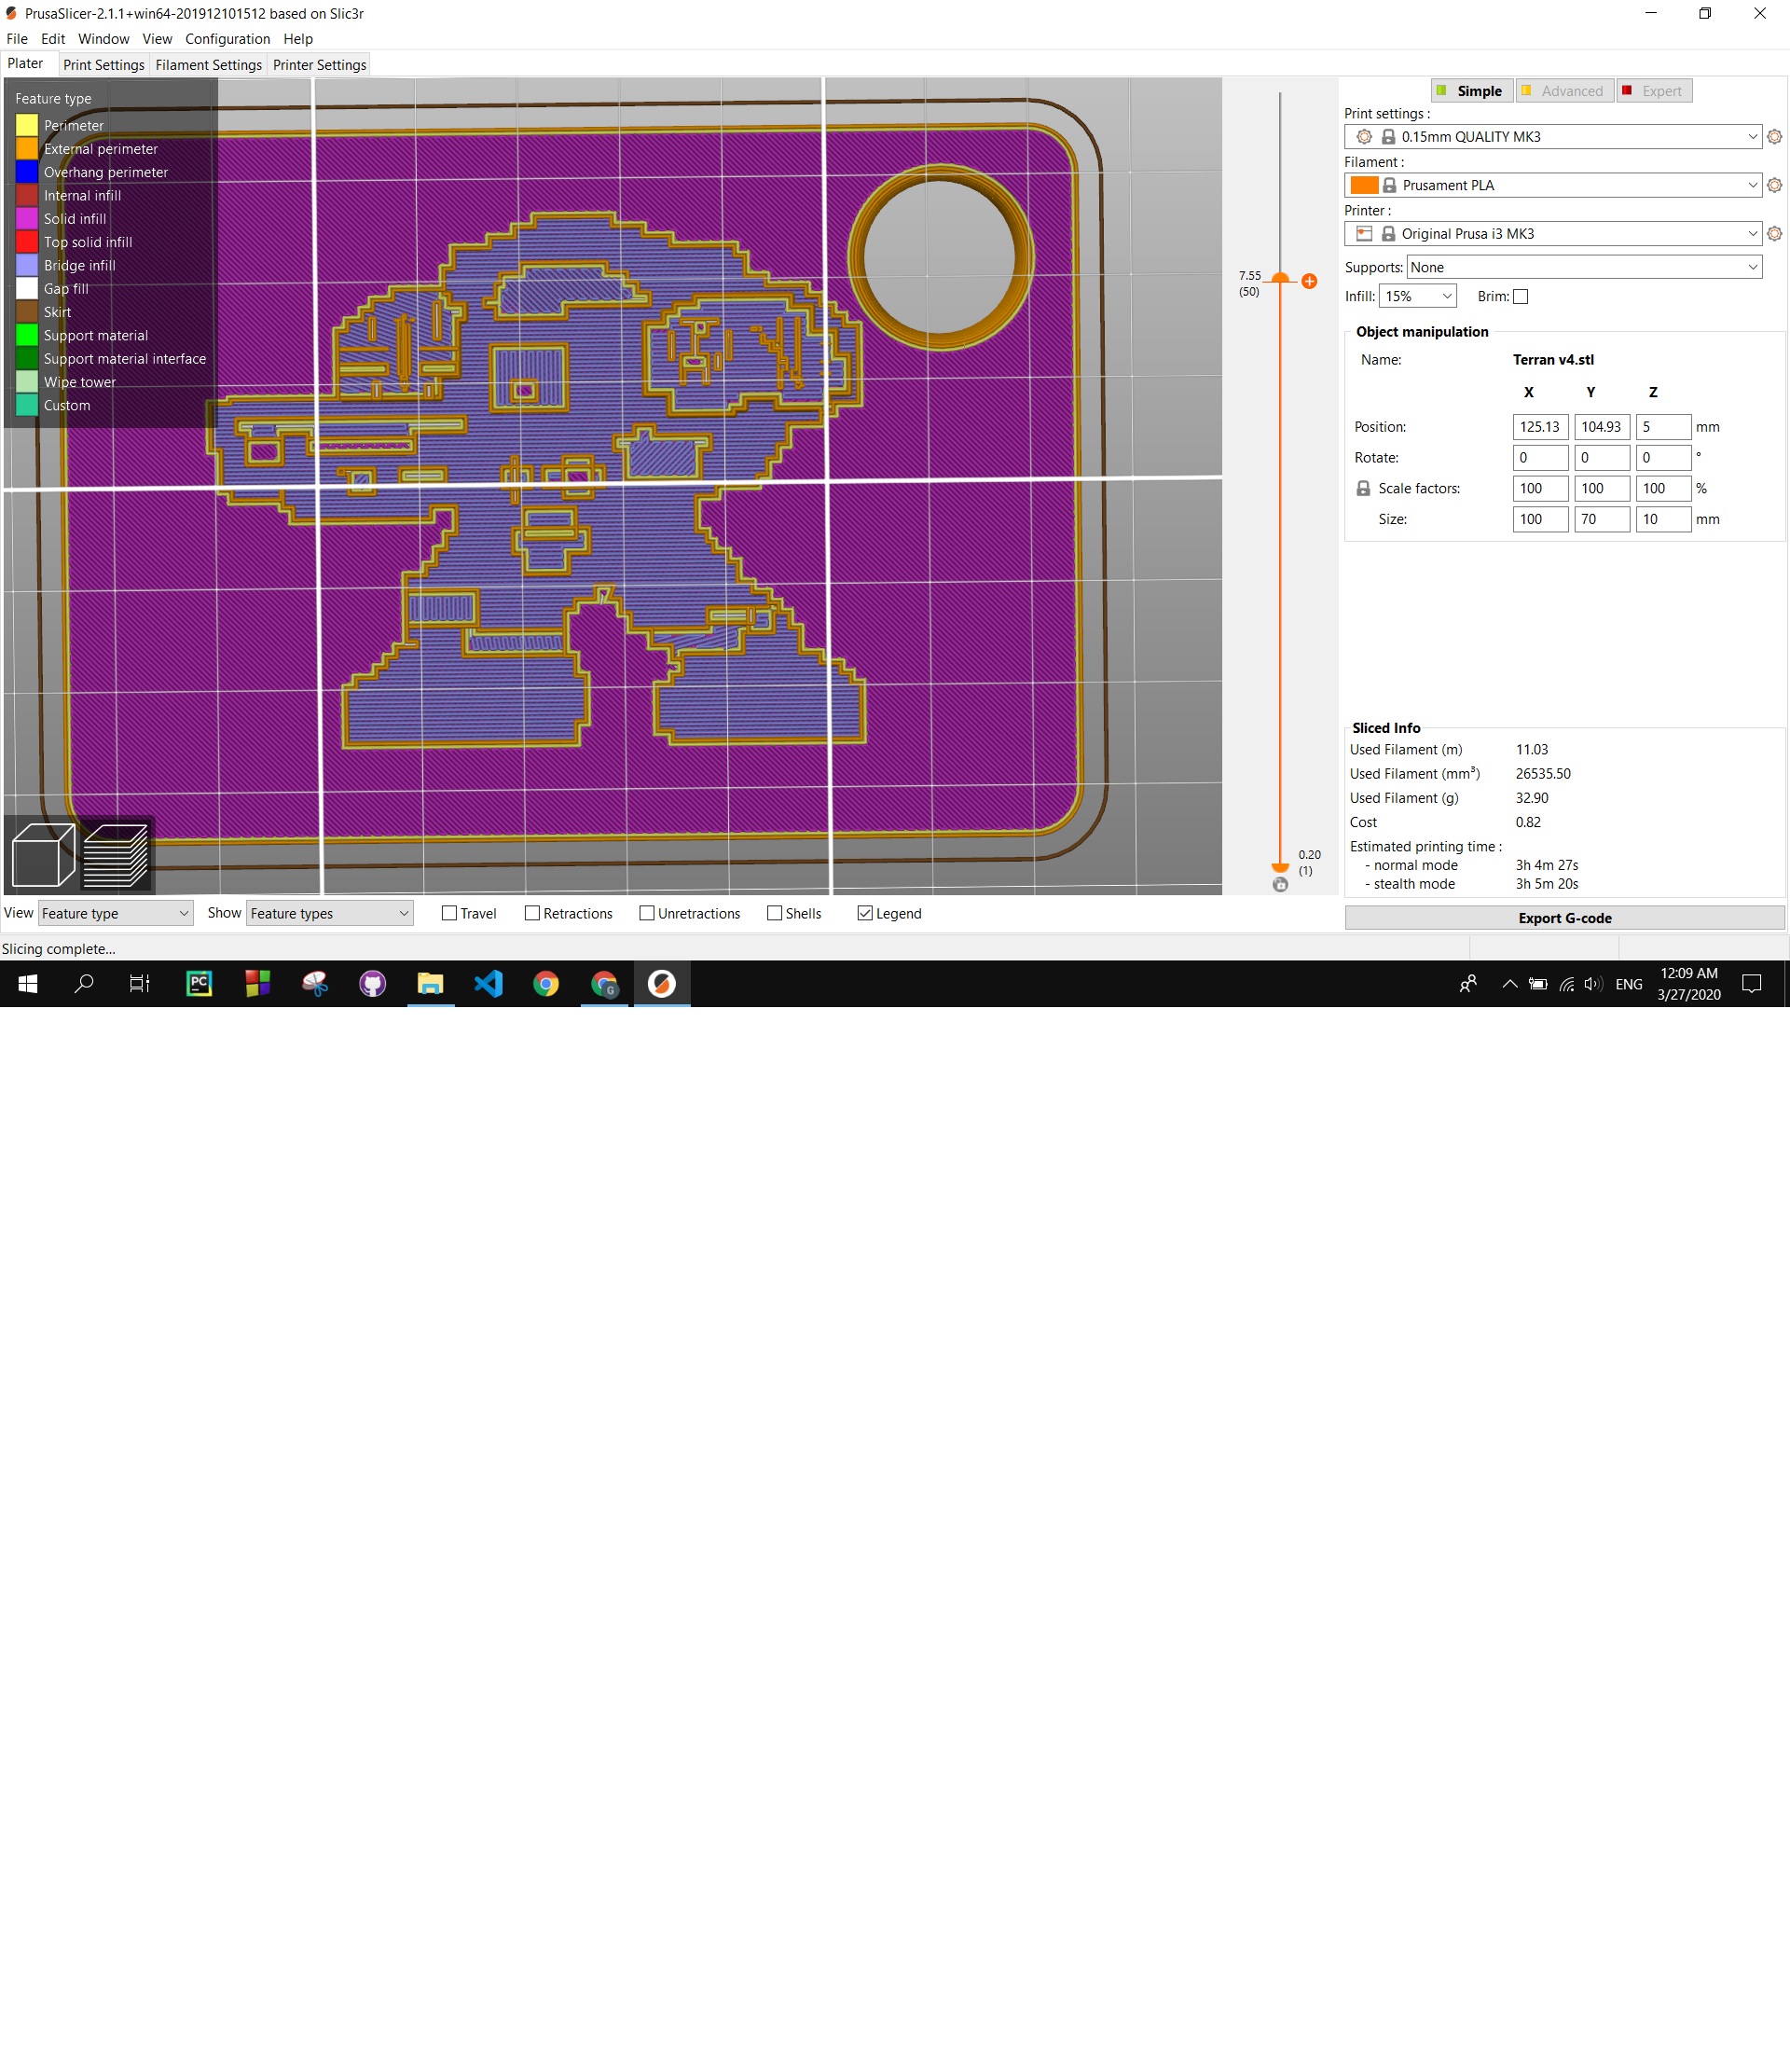 PrusaSlicer-2.1.1+win64-201912101512 based on Slic3r
File Edit Window View Configuration Help
Plater Print Settings Filament Settings Printer Settings
Feature type
Perimeter
External perimeter
Overhang perimeter
Internal infill
Solid infill
Top solid infill
Bridge infill
Gap fill
Skirt
Support material
Support material interface
Wipe tower
Custom
7.55
(50)
0.20
(1)
Simple Advanced Expert
Print settings :
0.15mm QUALITY MK3
Filament :
Prusament PLA
Printer :
Original Prusa i3 MK3
Supports: None
Infill: 15% Brim:
Object manipulation
Name: Terran v4.stl
X Y Z
Position: 125.13 104.93 5 mm
Rotate: 0 0 0 °
Scale factors: 100 100 100 %
Size: 100 70 10 mm
Sliced Info
Used Filament (m) 11.03
Used Filament (mm³) 26535.50
Used Filament (g) 32.90
Cost 0.82
Estimated printing time :
- normal mode 3h 4m 27s
- stealth mode 3h 5m 20s
View Feature type Show Feature types Travel Retractions Unretractions Shells Legend
Export G-code
Slicing complete...
PC
G
ENG
12:09 AM
3/27/2020